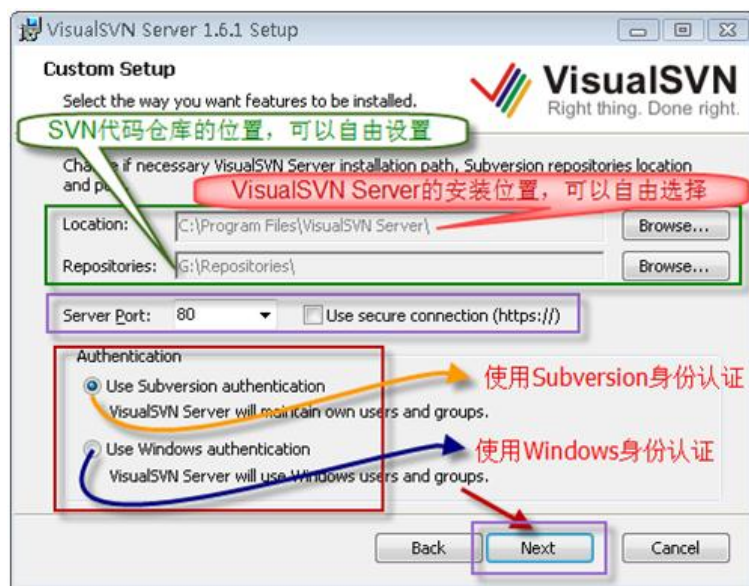 VisualSVN Server 1.6.1 Setup
Custom Setup
Select the way you want features to be installed.
VisualSVN
Right thing. Done right.
SVN代码仓库的位置，可以自由设置
Change if necessary VisualSVN Server installation path, Subversion repositories location
and port.
VisualSVN Server的安装位置，可以自由选择
Location: C:\Program Files\VisualSVN Server\ Browse...
Repositories: G:\Repositories\ Browse...
Server Port: 80 Use secure connection (https://)
Authentication
Use Subversion authentication
使用Subversion身份认证
VisualSVN Server will maintain own users and groups.
Use Windows authentication
使用Windows身份认证
VisualSVN Server will use Windows users and groups.
Back Next Cancel